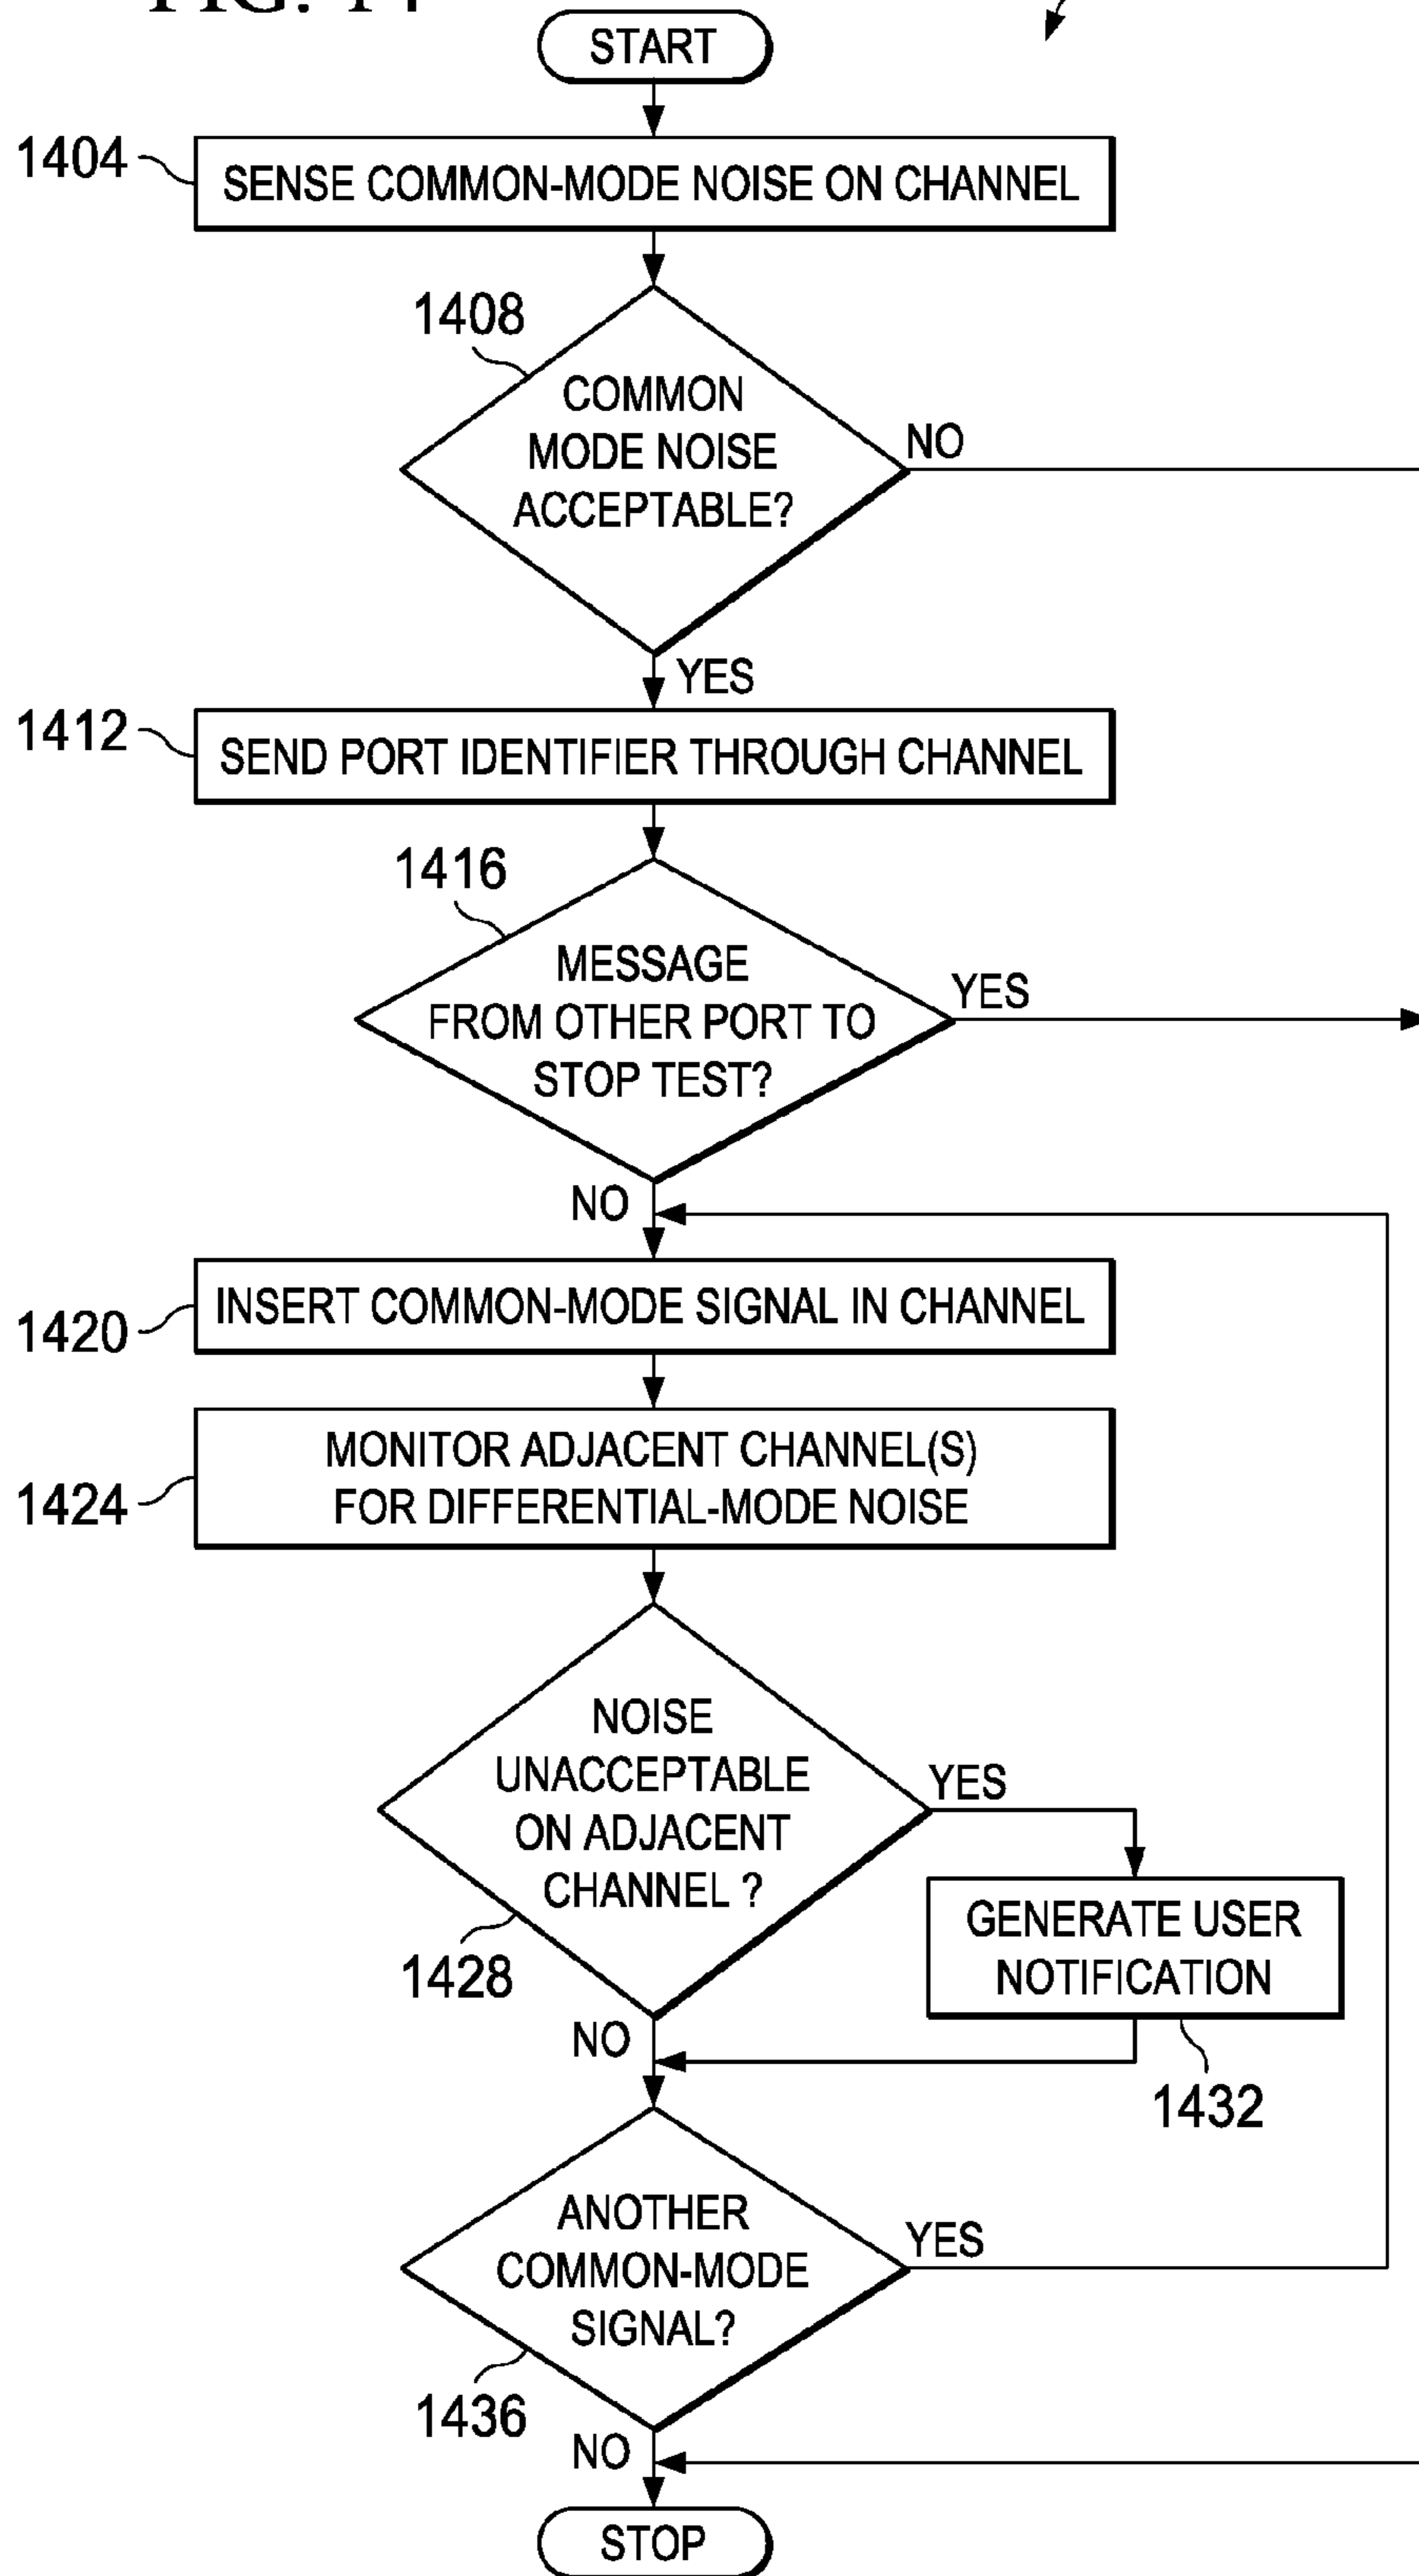 FIG. 14
START
1404
SENSE COMMON-MODE NOISE ON CHANNEL
1408
COMMON
MODE NOISE
ACCEPTABLE?
NO
YES
1412
SEND PORT IDENTIFIER THROUGH CHANNEL
1416
MESSAGE
FROM OTHER PORT TO
STOP TEST?
YES
NO
1420
INSERT COMMON-MODE SIGNAL IN CHANNEL
1424
MONITOR ADJACENT CHANNEL(S)
FOR DIFFERENTIAL-MODE NOISE
NOISE
UNACCEPTABLE
ON ADJACENT
CHANNEL ?
YES
1428
GENERATE USER
NOTIFICATION
NO
1432
ANOTHER
COMMON-MODE
SIGNAL?
YES
1436
NO
STOP